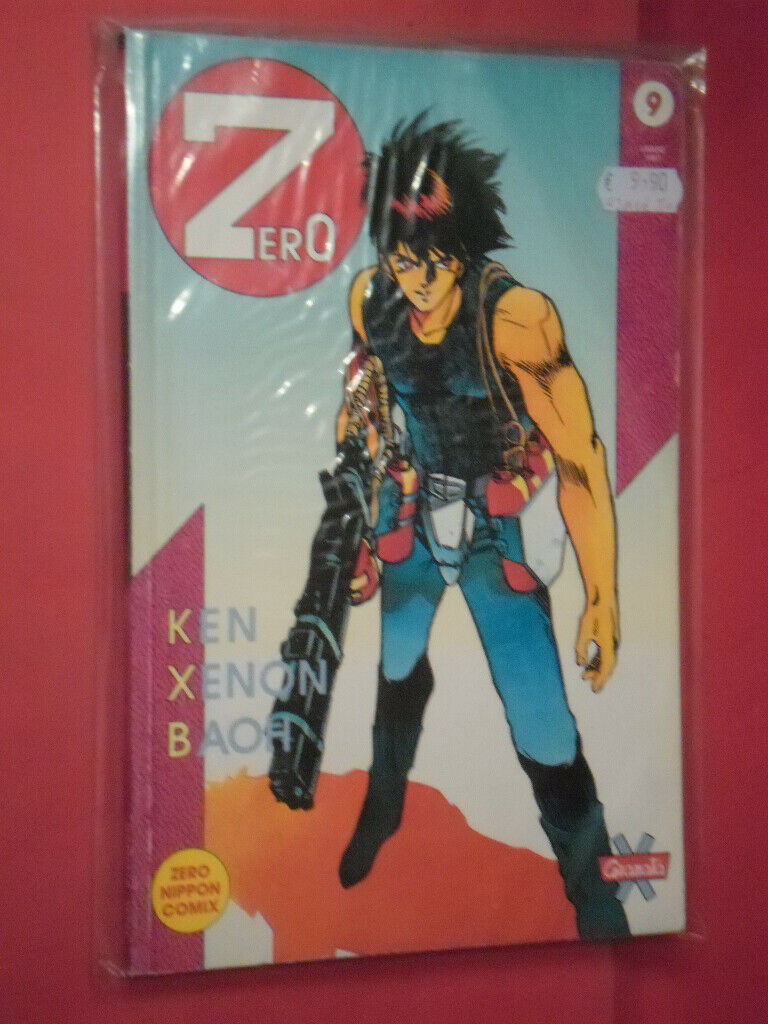 ZERO
9
€ 9.90
KEN
XENON
BAOH
ZERO
NIPPON
COMIX
Granata